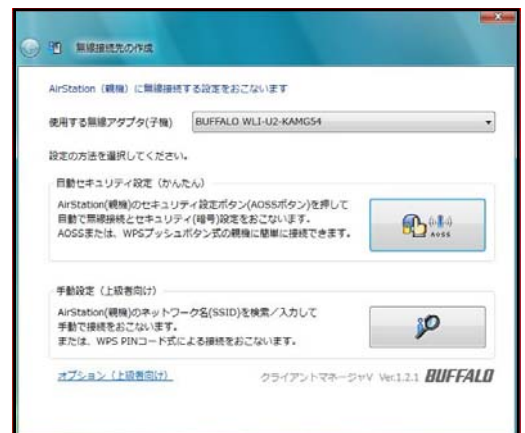 無線接続先の作成
AirStation（親機）に無線接続する設定をおこないます
使用する無線アダプタ(子機)
BUFFALO WLI-U2-KAMG54
設定の方法を選択してください。
自動セキュリティ設定（かんたん）
AirStation(親機)のセキュリティ設定ボタン(AOSSボタン)を押して
自動で無線接続とセキュリティ(暗号)設定をおこないます。
AOSSまたは、WPSプッシュボタン式の親機に簡単に接続できます。
AOSS
手動設定（上級者向け）
AirStation(親機)のネットワーク名(SSID)を検索／入力して
手動で接続をおこないます。
または、WPS PINコード式による接続をおこないます。
オプション（上級者向け）
クライアントマネージャV Ver.1.2.1 BUFFALO